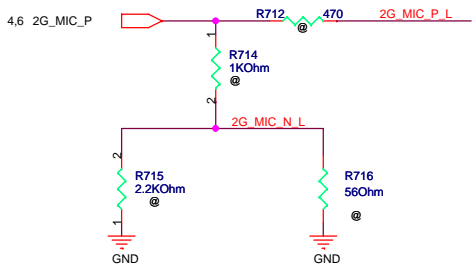 4,6 2G_MIC_P
R712 470
@
2G_MIC_P_L
1
R714
1KOhm
@
2
2G_MIC_N_L
2
R715
2.2KOhm
@
1
GND
R716
56Ohm
@
GND